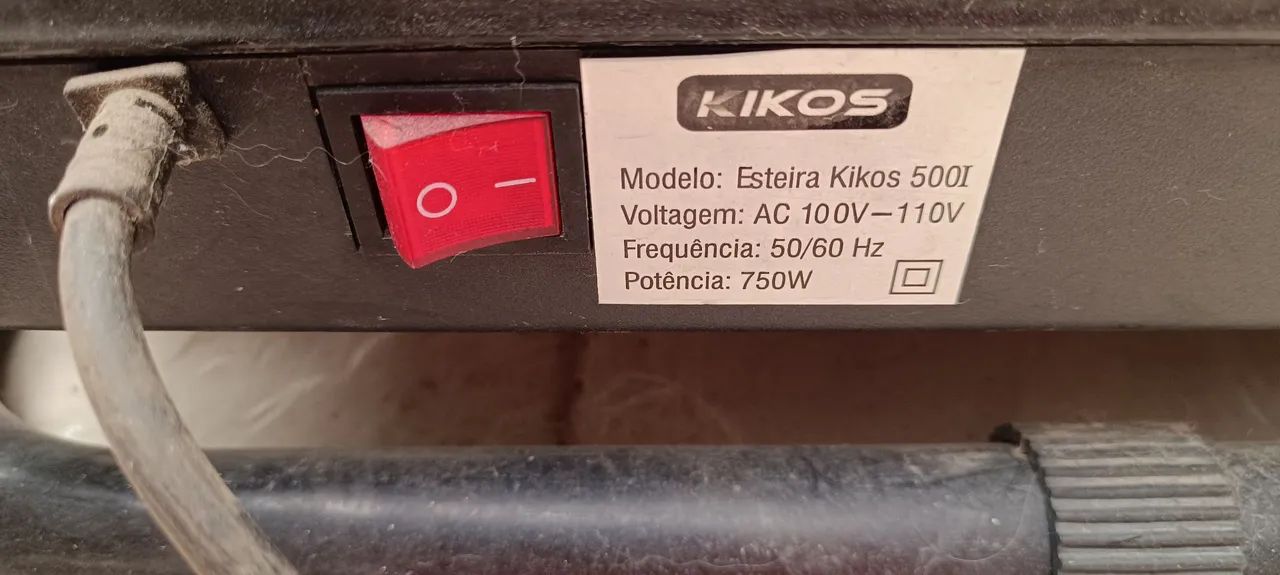 O –
KIKOS
Modelo: Esteira Kikos 500I
Voltagem: AC 100V–110V
Frequência: 50/60 Hz
Potência: 750W